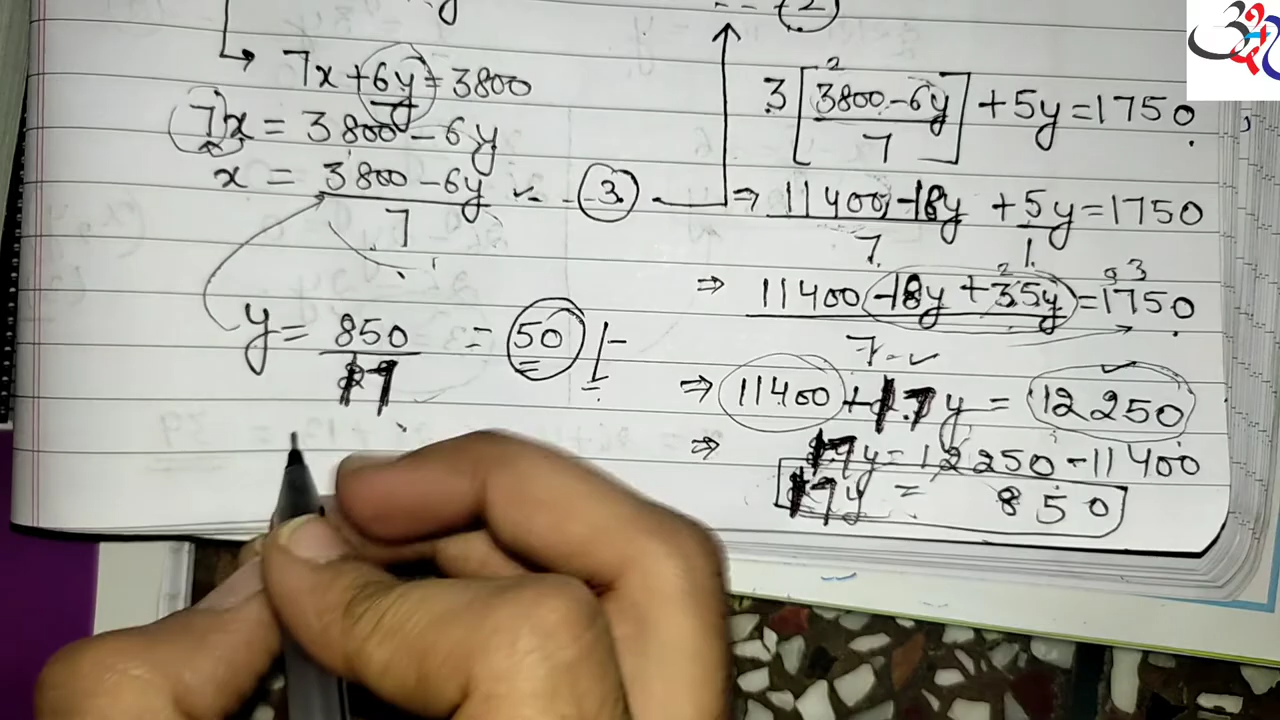 7x+6y=3800
7x = 3800-6y
x = 3800-6y / 7 - - (3)
y = 850 / 17 = 50 /-
- - (2)
3[3800-6y / 7] +5y=1750
⇒ 11400-18y / 7 + 5y / 1 =1750
⇒ 11400-18y+35y / 7 =1750
⇒ 11400+17y = 12250
⇒ 17y=12250-11400
17y = 850